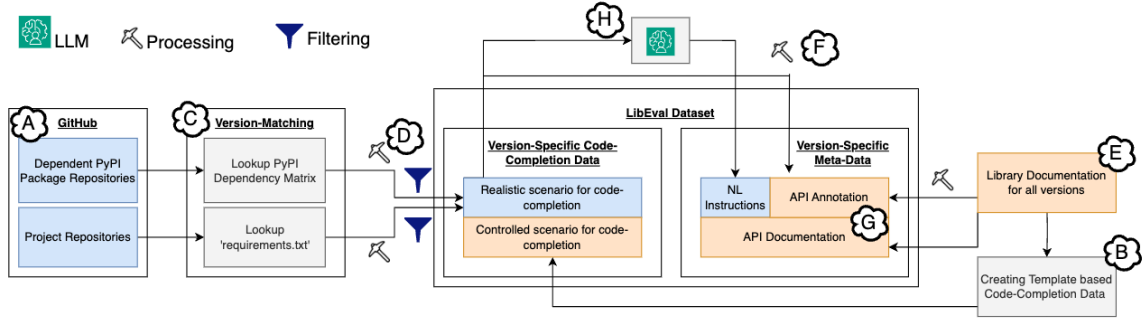 LLM
Processing
Filtering
H
F
A
GitHub
C
Version-Matching
D
LibEval Dataset
E
Dependent PyPI
Package Repositories
Lookup PyPI
Dependency Matrix
Version-Specific Code-
Completion Data
Version-Specific
Meta-Data
Library Documentation
for all versions
Realistic scenario for code-
completion
NL
Instructions
API Annotation
Project Repositories
Lookup
'requirements.txt'
Controlled scenario for code-
completion
API Documentation
G
B
Creating Template based
Code-Completion Data